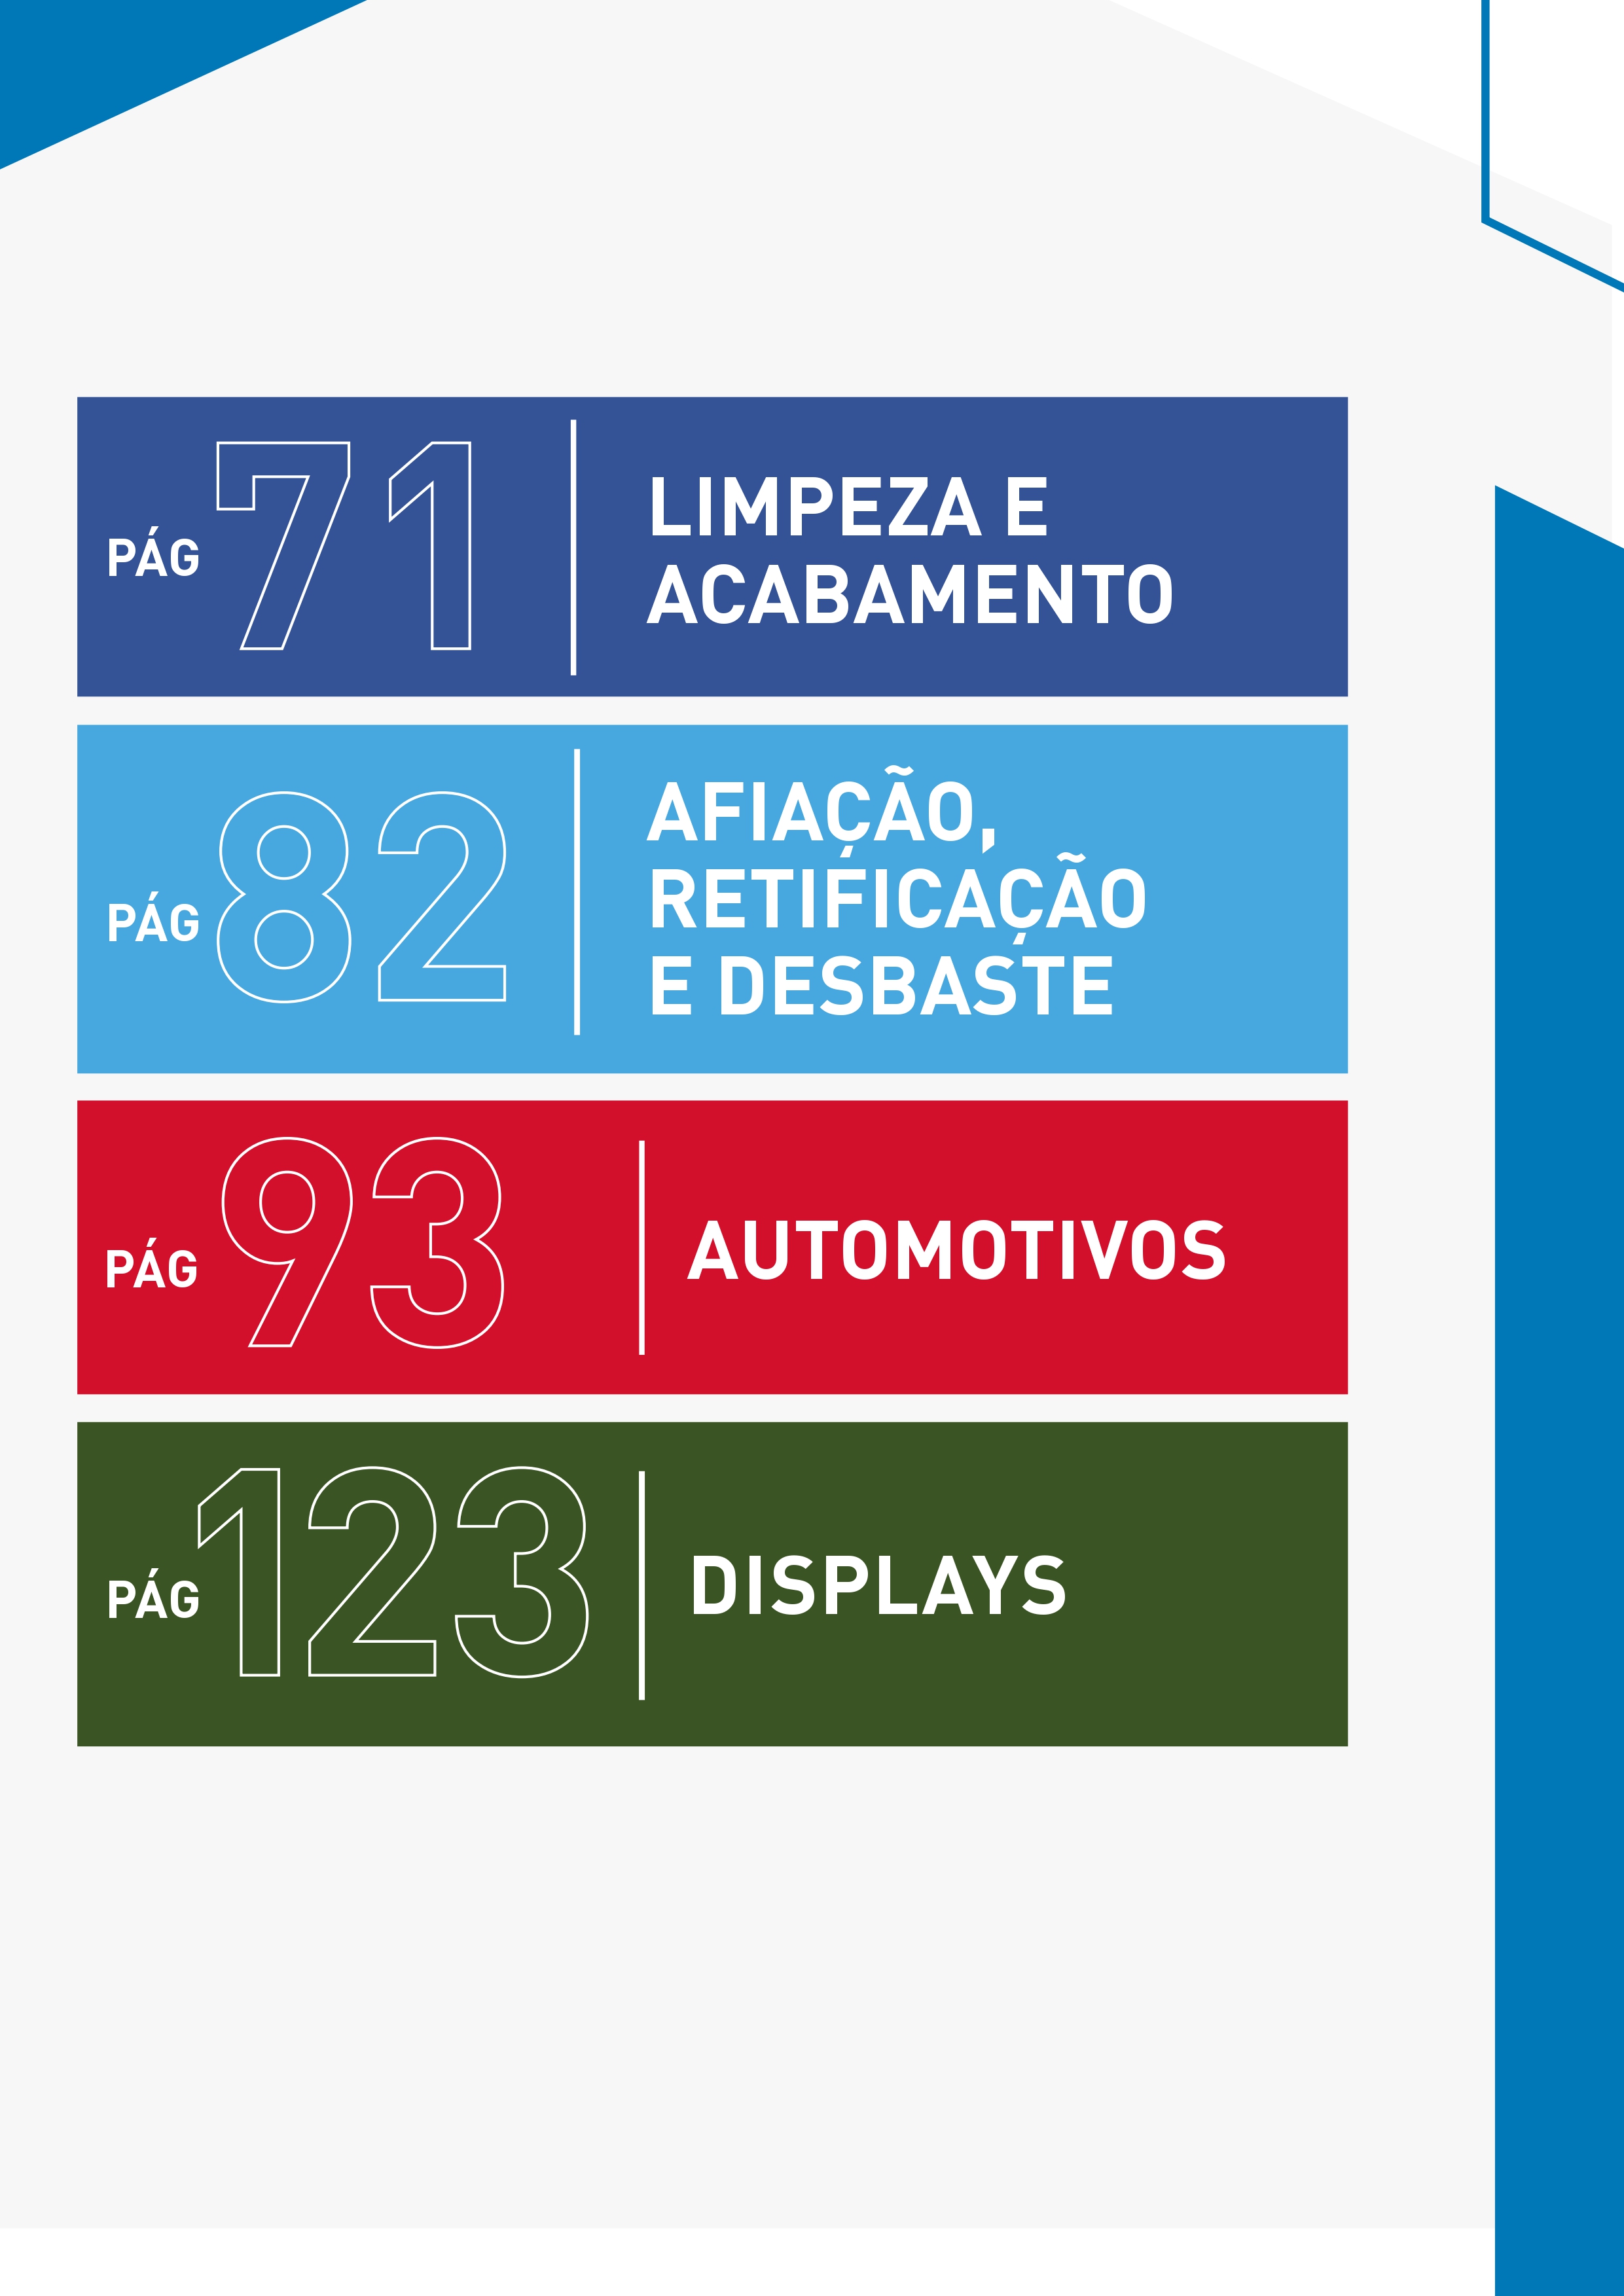 PÁG 71
LIMPEZA E
ACABAMENTO
PÁG 82
AFIAÇÃO,
RETIFICAÇÃO
E DESBASTE
PÁG 93
AUTOMOTIVOS
PÁG 123
DISPLAYS